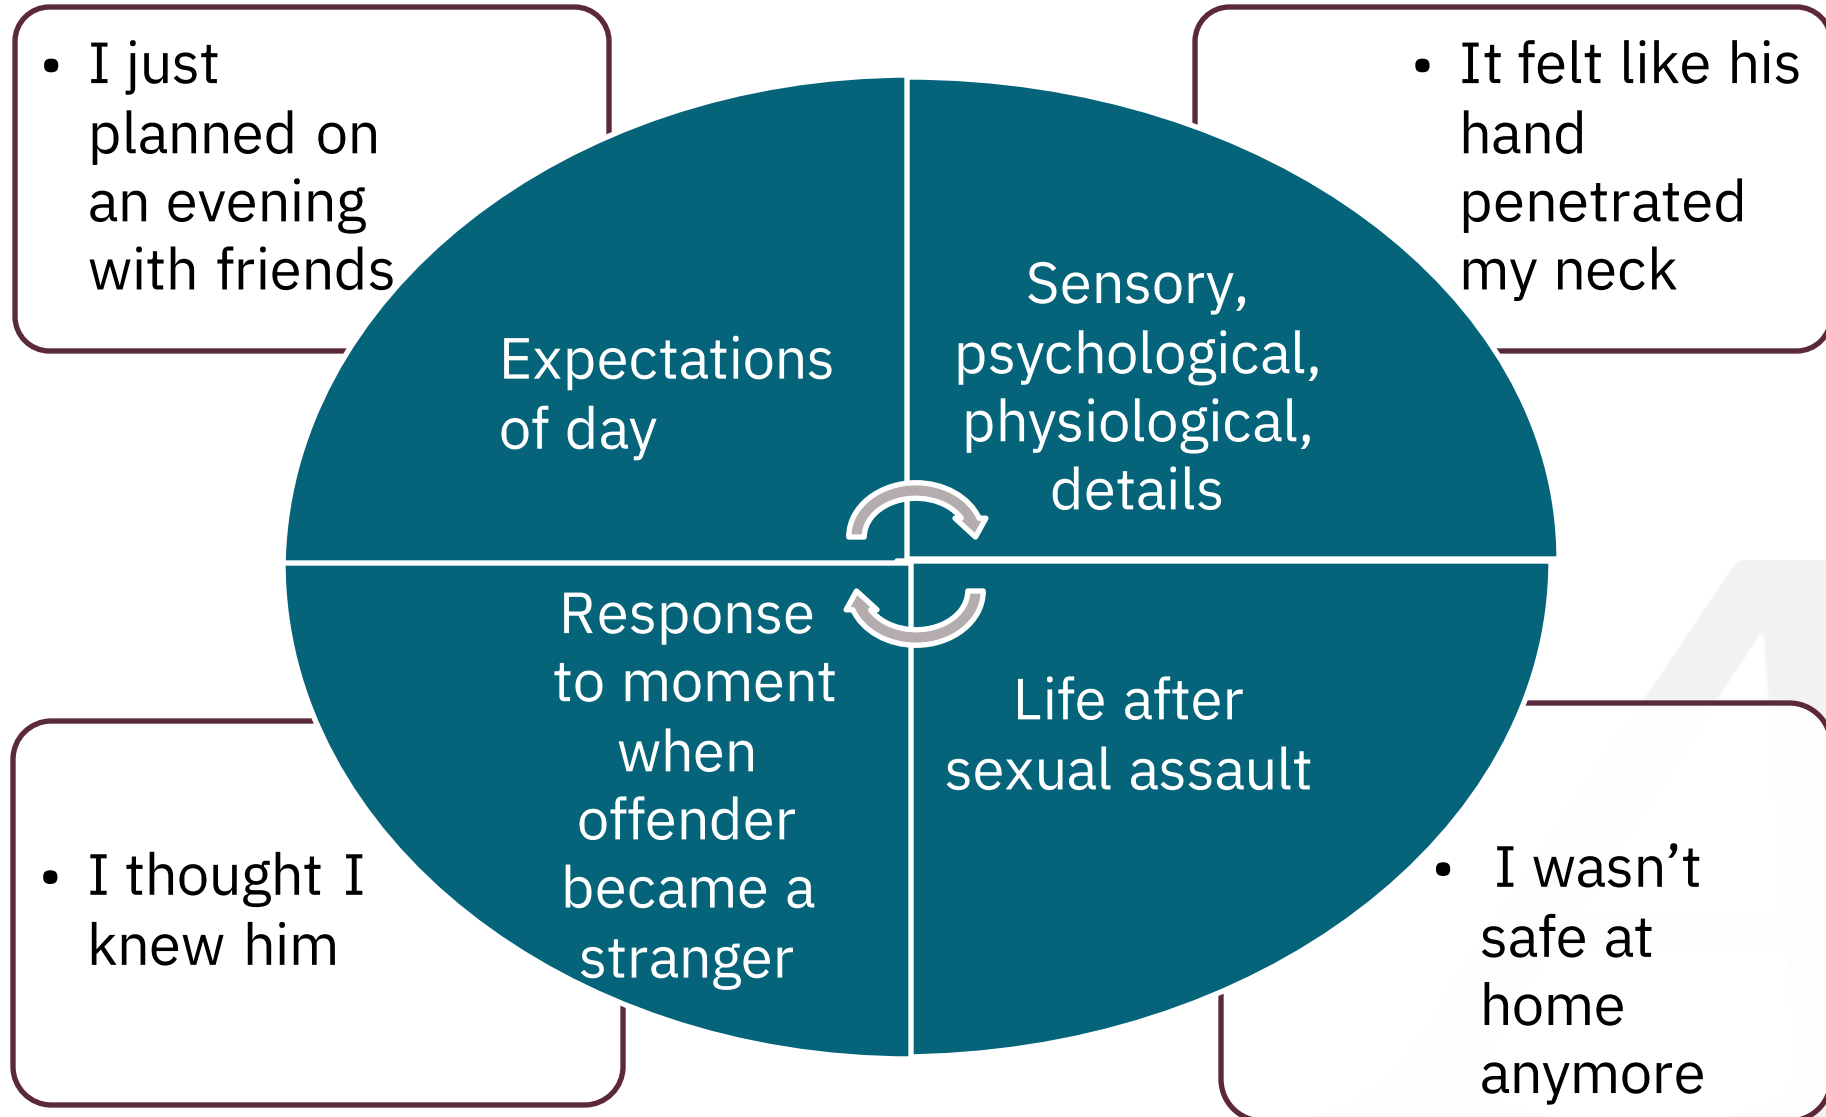 • I just
planned on
an evening
with friends
• It felt like his
hand
penetrated
my neck
Expectations
of day
Sensory,
psychological,
physiological,
details
Response
to moment
when
offender
became a
stranger
Life after
sexual assault
• I thought I
knew him
• I wasn’t
safe at
home
anymore